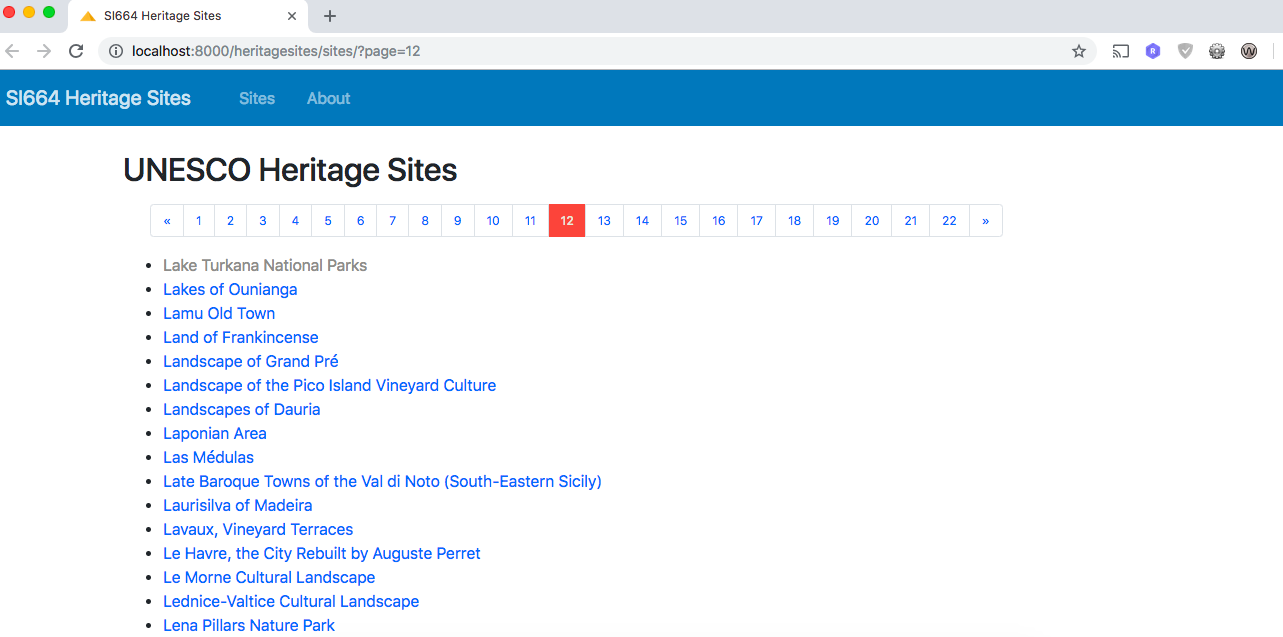 SI664 Heritage Sites
localhost:8000/heritagesites/sites/?page=12
SI664 Heritage Sites Sites About
UNESCO Heritage Sites
« 1 2 3 4 5 6 7 8 9 10 11 12 13 14 15 16 17 18 19 20 21 22 »
Lake Turkana National Parks
Lakes of Ounianga
Lamu Old Town
Land of Frankincense
Landscape of Grand Pré
Landscape of the Pico Island Vineyard Culture
Landscapes of Dauria
Laponian Area
Las Médulas
Late Baroque Towns of the Val di Noto (South-Eastern Sicily)
Laurisilva of Madeira
Lavaux, Vineyard Terraces
Le Havre, the City Rebuilt by Auguste Perret
Le Morne Cultural Landscape
Lednice-Valtice Cultural Landscape
Lena Pillars Nature Park